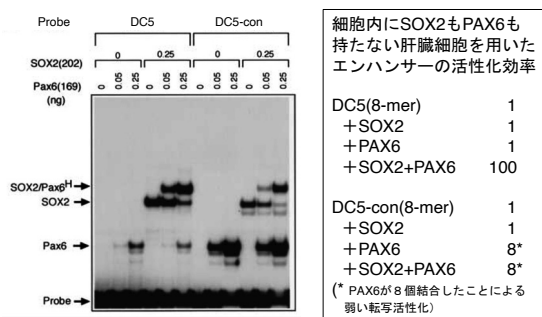 Probe DC5 DC5-con
0 0.25 0 0.25
SOX2(202)
0 0.05 0.25 0 0.05 0.25 0 0.05 0.25 0 0.05 0.25
Pax6(169)
(ng)
SOX2/Pax6H
SOX2
Pax6
Probe
細胞内にSOX2もPAX6も
持たない肝臓細胞を用いた
エンハンサーの活性化効率
DC5(8-mer) 1
+SOX2 1
+PAX6 1
+SOX2+PAX6 100
DC5-con(8-mer) 1
+SOX2 1
+PAX6 8*
+SOX2+PAX6 8*
(* PAX6が8個結合したことによる
弱い転写活性化)